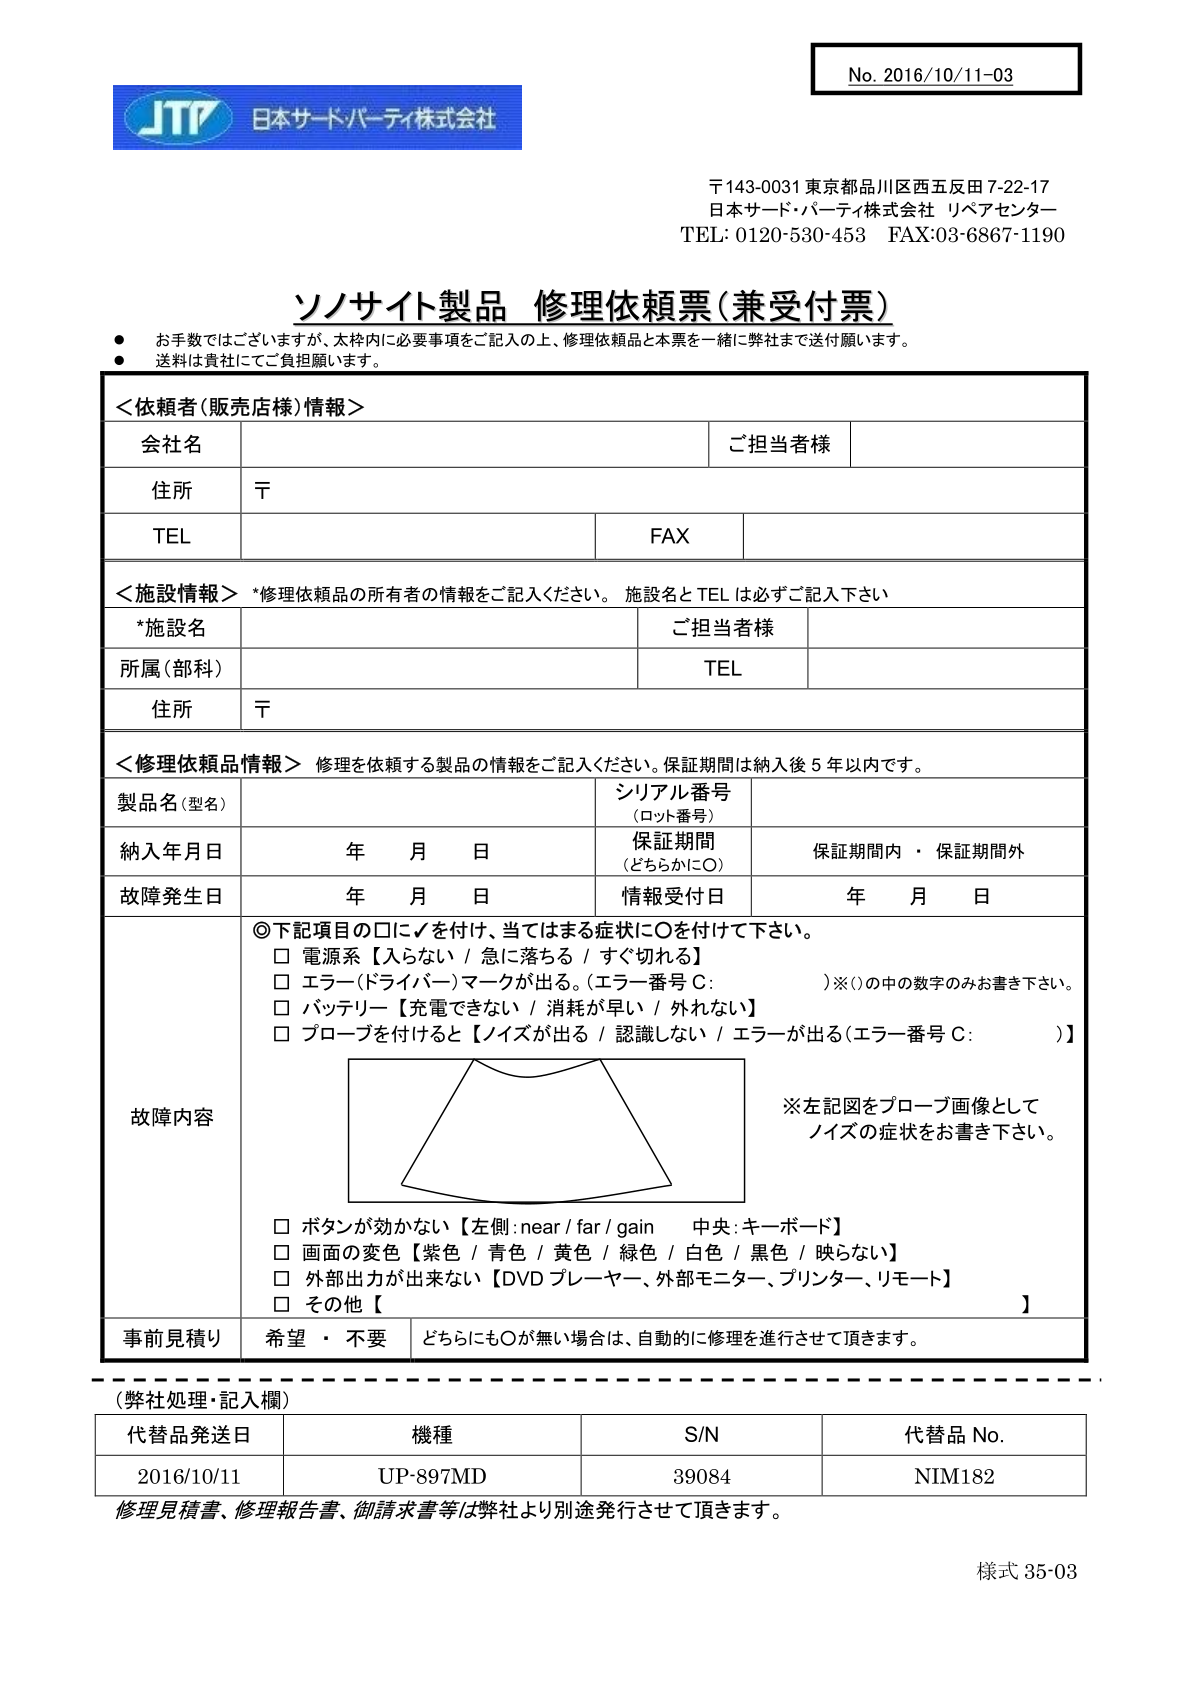 No. 2016/10/11-03
JTP 日本サード・パーティ株式会社
〒143-0031 東京都品川区西五反田 7-22-17
日本サード・パーティ株式会社 リペアセンター
TEL: 0120-530-453 FAX:03-6867-1190
ソノサイト製品 修理依頼票（兼受付票）
● お手数ではございますが、太枠内に必要事項をご記入の上、修理依頼品と本票を一緒に弊社まで送付願います。
● 送料は貴社にてご負担願います。
＜依頼者（販売店様）情報＞
会社名 ご担当者様
住所 〒
TEL FAX
＜施設情報＞ *修理依頼品の所有者の情報をご記入ください。 施設名と TEL は必ずご記入下さい
*施設名 ご担当者様
所属（部科） TEL
住所 〒
＜修理依頼品情報＞ 修理を依頼する製品の情報をご記入ください。保証期間は納入後 5 年以内です。
製品名（型名） シリアル番号
（ロット番号）
納入年月日 年 月 日 保証期間
（どちらかに〇） 保証期間内 ・ 保証期間外
故障発生日 年 月 日 情報受付日 年 月 日
故障内容
◎下記項目の□に✓を付け、当てはまる症状に〇を付けて下さい。
□ 電源系【入らない / 急に落ちる / すぐ切れる】
□ エラー（ドライバー）マークが出る。（エラー番号 C: ）※（）の中の数字のみお書き下さい。
□ バッテリー【充電できない / 消耗が早い / 外れない】
□ プローブを付けると【ノイズが出る / 認識しない / エラーが出る（エラー番号 C: ）】
※左記図をプローブ画像として
ノイズの症状をお書き下さい。
□ ボタンが効かない【左側：near / far / gain 中央：キーボード】
□ 画面の変色【紫色 / 青色 / 黄色 / 緑色 / 白色 / 黒色 / 映らない】
□ 外部出力が出来ない【DVD プレーヤー、外部モニター、プリンター、リモート】
□ その他【 】
事前見積り 希望 ・ 不要 どちらにも〇が無い場合は、自動的に修理を進行させて頂きます。
（弊社処理・記入欄）
代替品発送日 機種 S/N 代替品 No.
2016/10/11 UP-897MD 39084 NIM182
修理見積書、修理報告書、御請求書等は弊社より別途発行させて頂きます。
様式 35-03